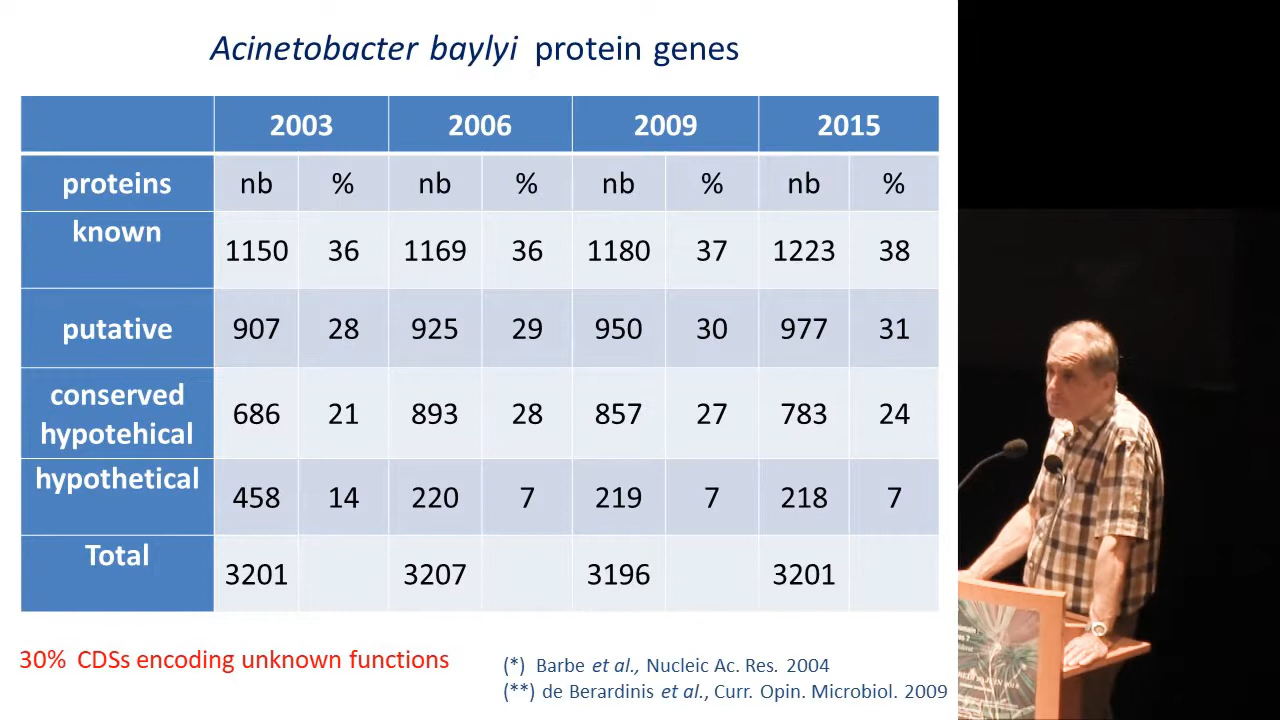 Acinetobacter baylyi protein genes
2003 2006 2009 2015
proteins nb % nb % nb % nb %
known 1150 36 1169 36 1180 37 1223 38
putative 907 28 925 29 950 30 977 31
conserved
hypotehical 686 21 893 28 857 27 783 24
hypothetical 458 14 220 7 219 7 218 7
Total 3201 3207 3196 3201
30% CDSs encoding unknown functions
(*) Barbe et al., Nucleic Ac. Res. 2004
(**) de Berardinis et al., Curr. Opin. Microbiol. 2009